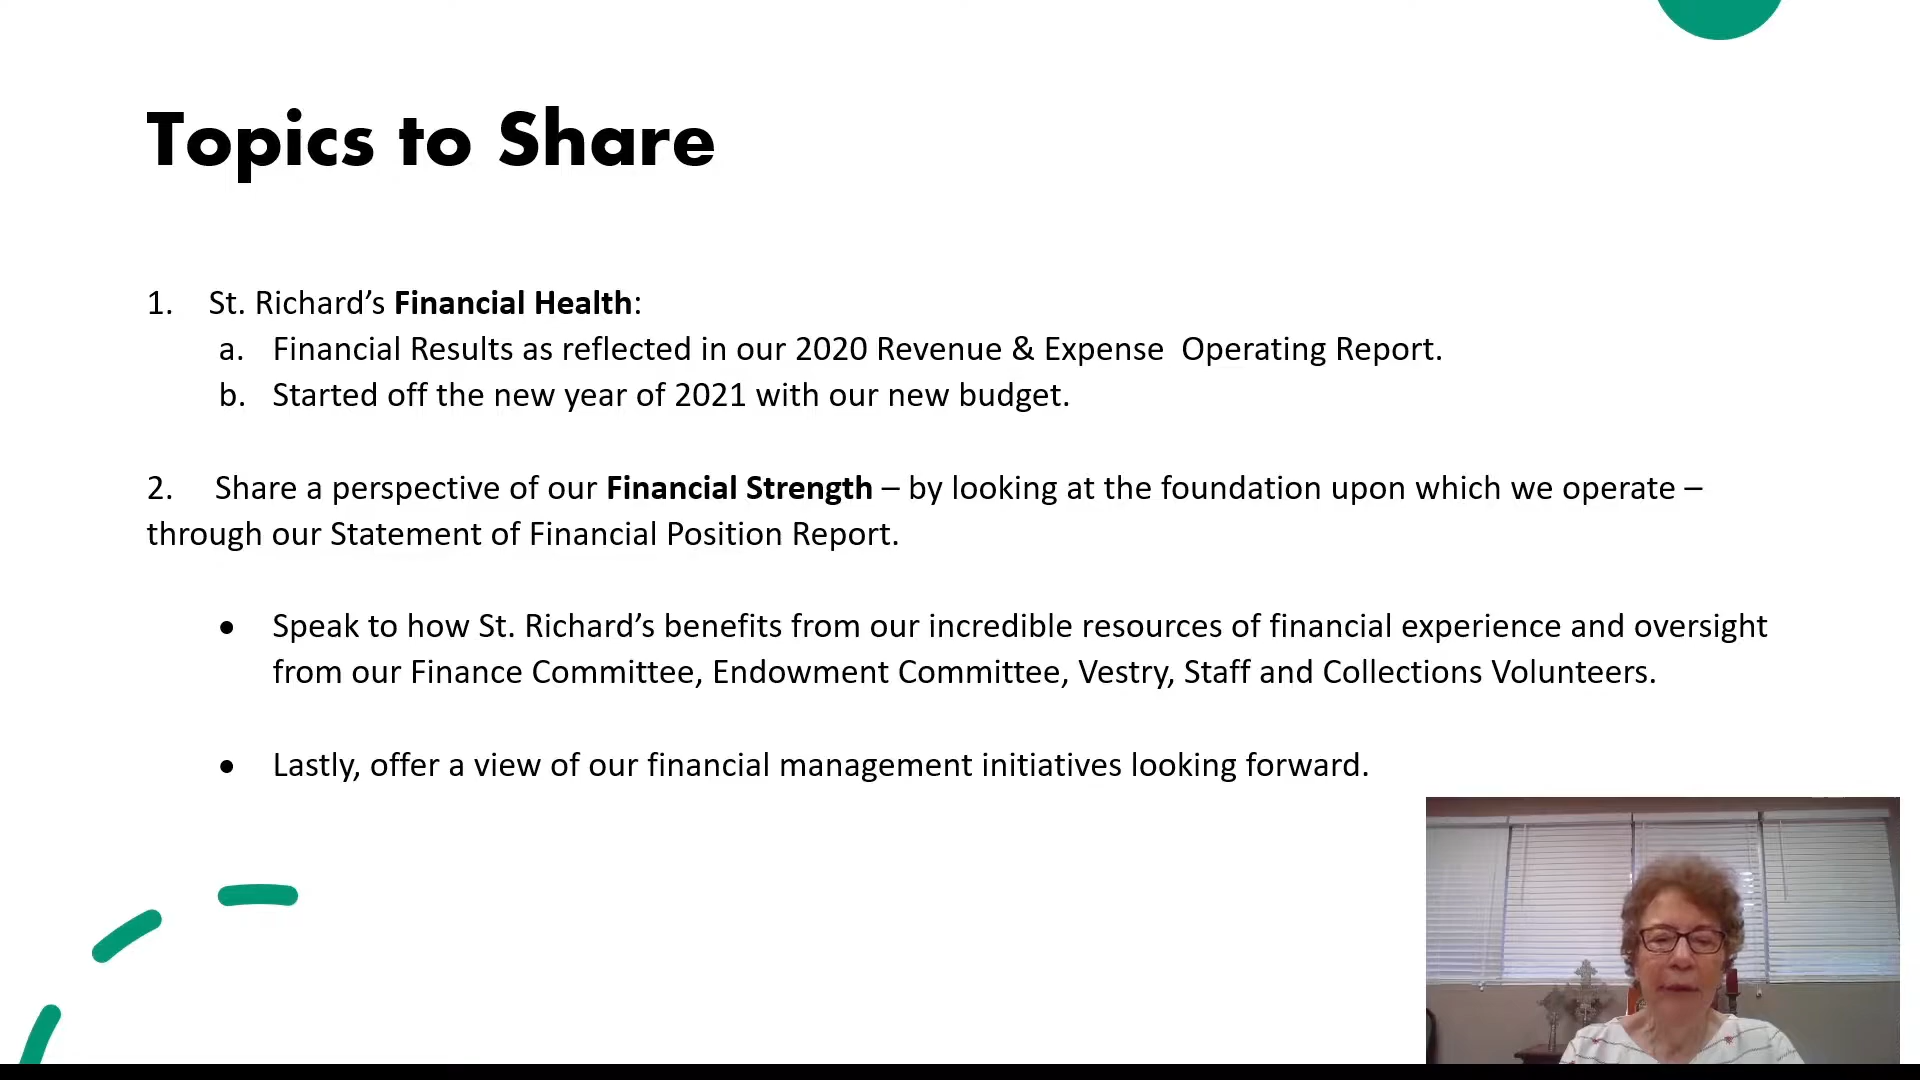 Topics to Share
1. St. Richard’s Financial Health:
a. Financial Results as reflected in our 2020 Revenue & Expense  Operating Report.
b. Started off the new year of 2021 with our new budget.
2. Share a perspective of our Financial Strength – by looking at the foundation upon which we operate –
through our Statement of Financial Position Report.
• Speak to how St. Richard’s benefits from our incredible resources of financial experience and oversight
from our Finance Committee, Endowment Committee, Vestry, Staff and Collections Volunteers.
• Lastly, offer a view of our financial management initiatives looking forward.